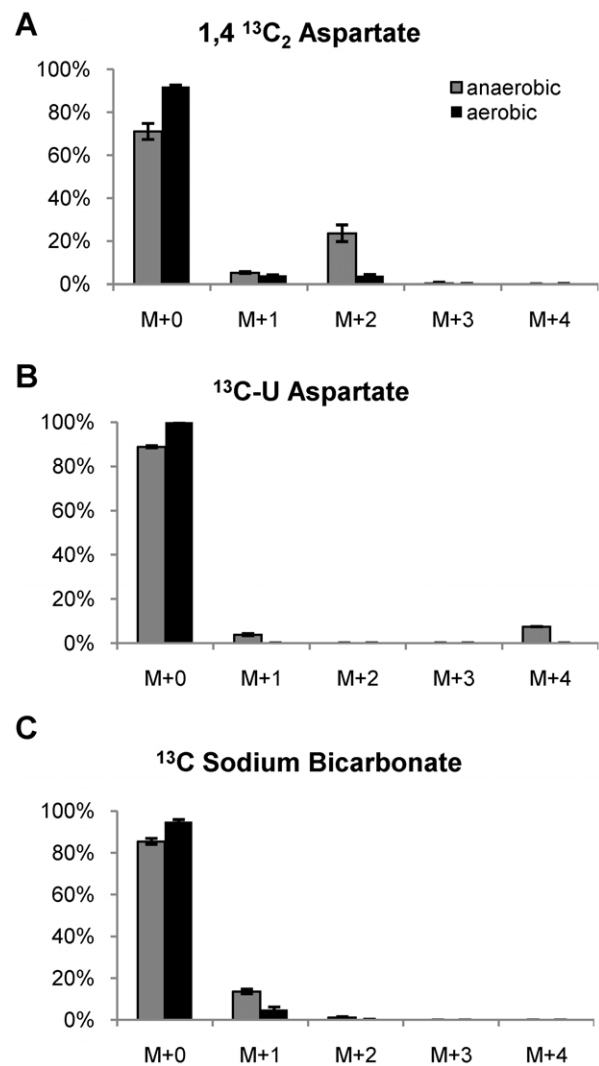 A
1,4 ¹³C₂ Aspartate
100%
80%
60%
40%
20%
0%
anaerobic
aerobic
M+0 M+1 M+2 M+3 M+4
B
¹³C-U Aspartate
100%
80%
60%
40%
20%
0%
M+0 M+1 M+2 M+3 M+4
C
¹³C Sodium Bicarbonate
100%
80%
60%
40%
20%
0%
M+0 M+1 M+2 M+3 M+4